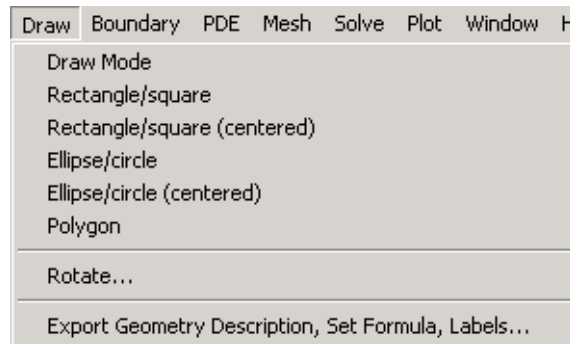 Draw Boundary PDE Mesh Solve Plot Window
Draw Mode
Rectangle/square
Rectangle/square (centered)
Ellipse/circle
Ellipse/circle (centered)
Polygon
Rotate...
Export Geometry Description, Set Formula, Labels...